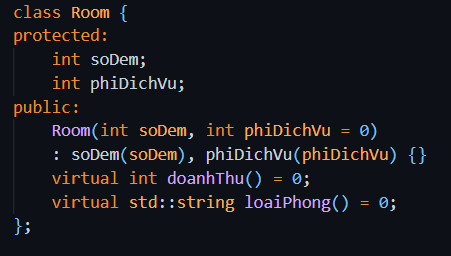 class Room {
protected:
    int soDem;
    int phiDichVu;
public:
    Room(int soDem, int phiDichVu = 0)
    : soDem(soDem), phiDichVu(phiDichVu) {}
    virtual int doanhThu() = 0;
    virtual std::string loaiPhong() = 0;
};